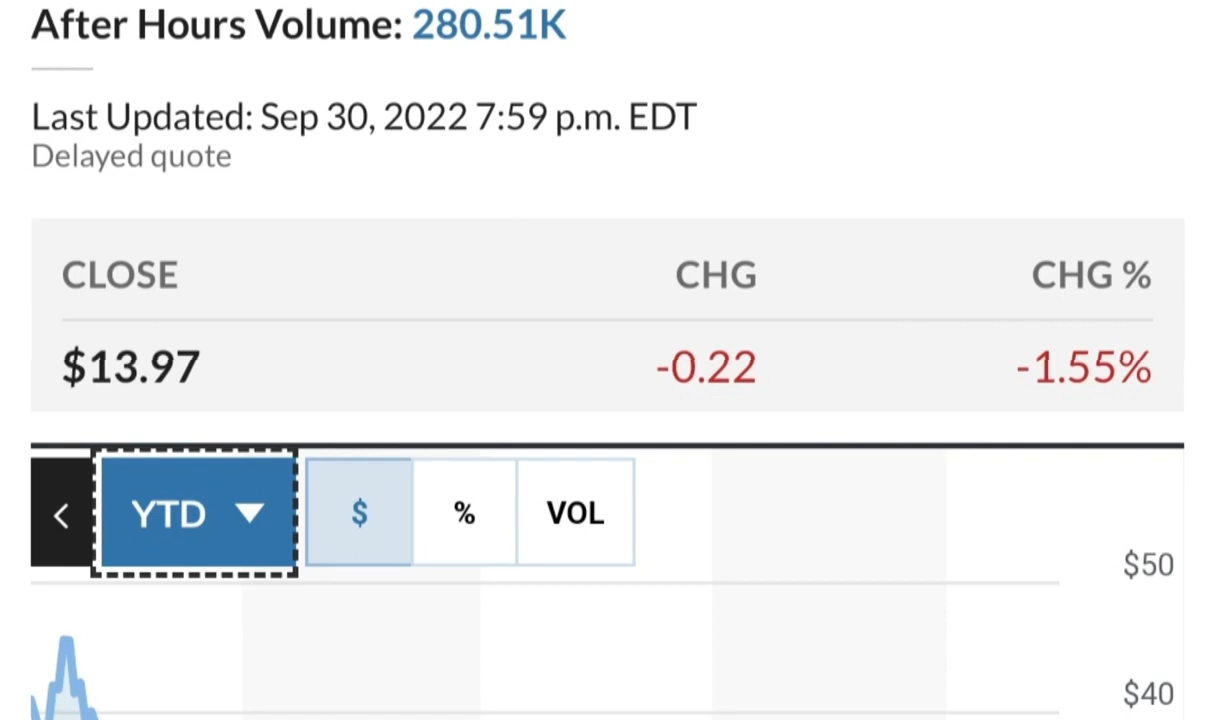 After Hours Volume: 280.51K
Last Updated: Sep 30, 2022 7:59 p.m. EDT
Delayed quote
CLOSE CHG CHG %
$13.97 -0.22 -1.55%
YTD $ % VOL
$50
$40